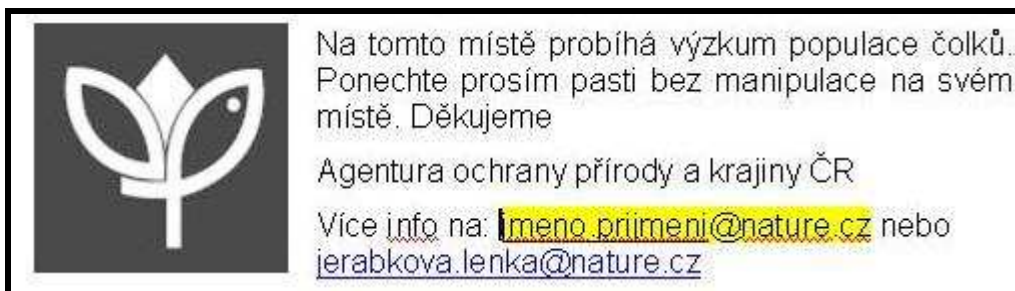 Na tomto místě probíhá výzkum populace čolků.
Ponechte prosím pasti bez manipulace na svém
místě. Děkujeme
Agentura ochrany přírody a krajiny ČR
Více info na: jmeno.prijmeni@nature.cz nebo
jerabkova.lenka@nature.cz